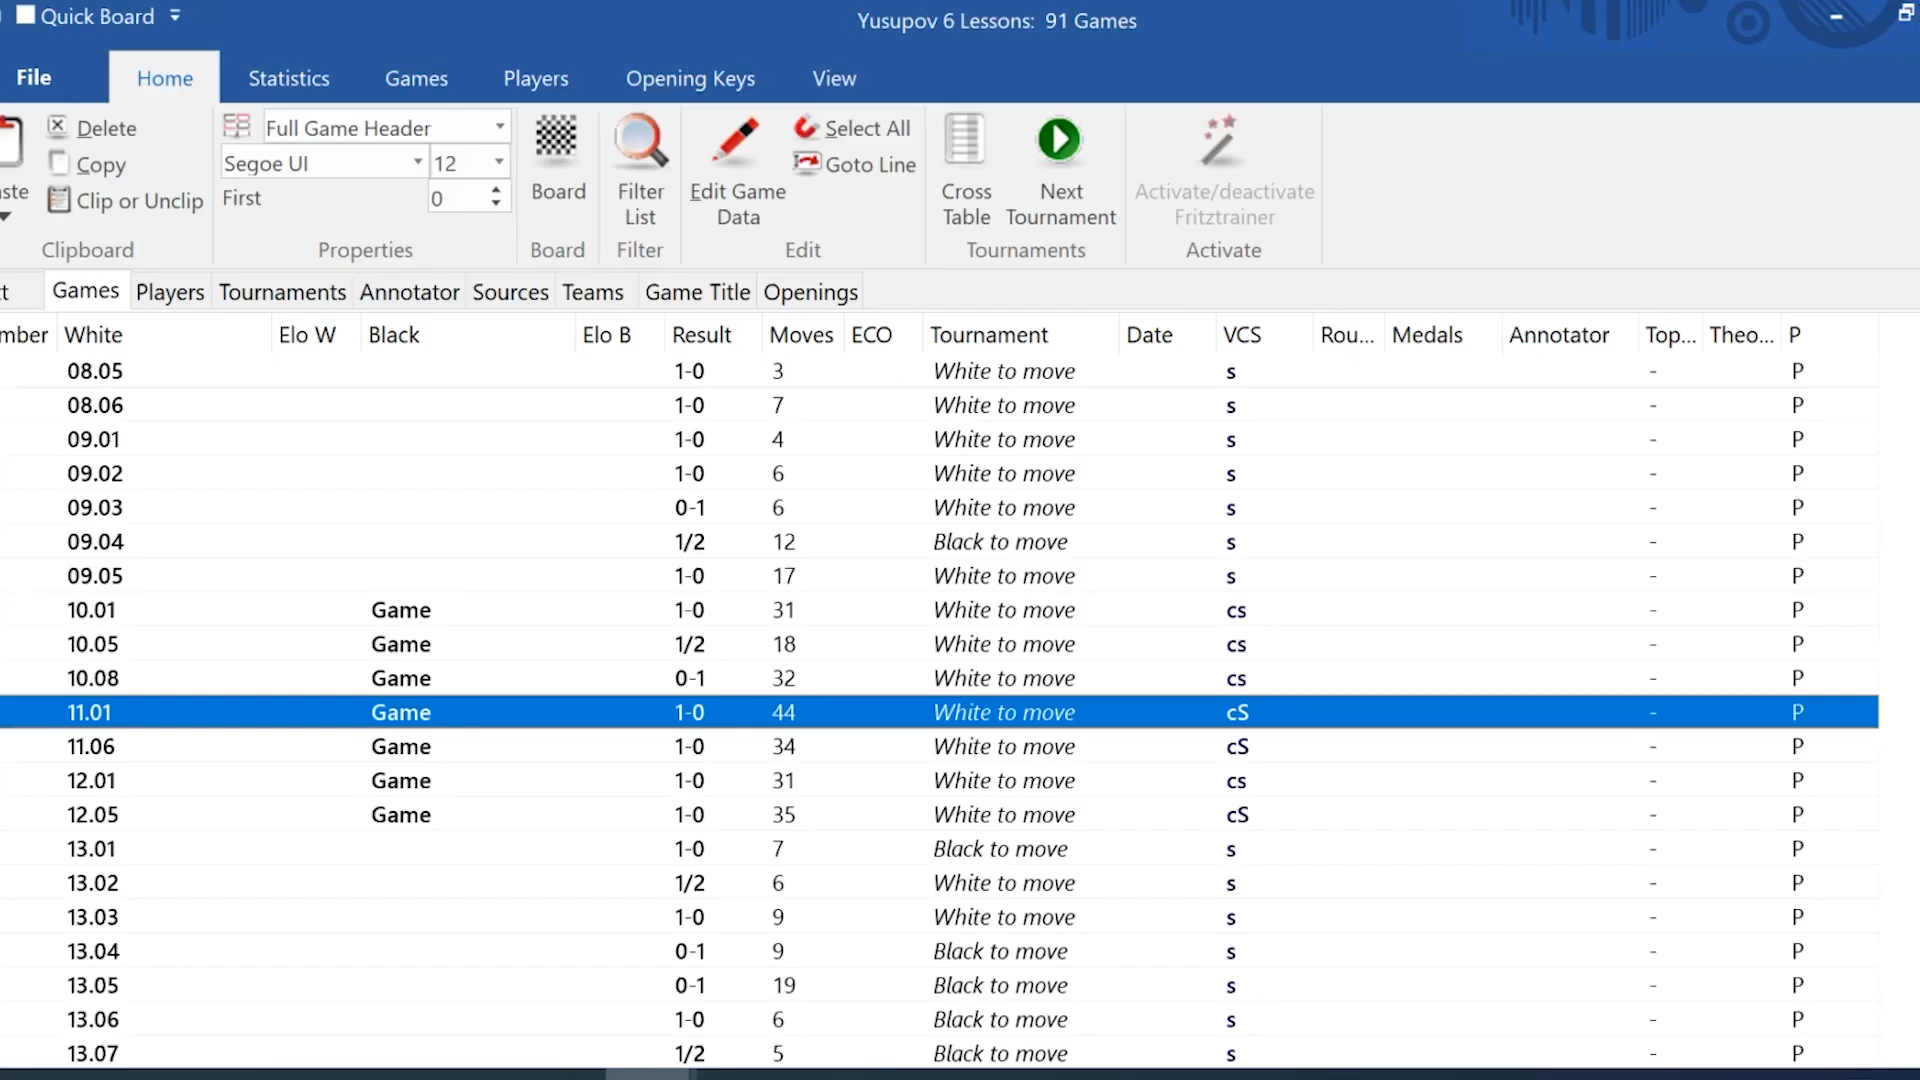 Quick Board
Yusupov 6 Lessons: 91 Games
File Home Statistics Games Players Opening Keys View
Delete
Copy
Clip or Unclip
Clipboard
Full Game Header
Segoe UI 12
First 0
Properties
Board
Board
Filter
List
Filter
Edit Game
Data
Select All
Goto Line
Edit
Cross
Table
Next
Tournament
Tournaments
Activate/deactivate
Fritztrainer
Activate
Games Players Tournaments Annotator Sources Teams Game Title Openings
mber White Elo W Black Elo B Result Moves ECO Tournament Date VCS Rou... Medals Annotator Top... Theo... P
08.05 1-0 3 White to move s - P
08.06 1-0 7 White to move s - P
09.01 1-0 4 White to move s - P
09.02 1-0 6 White to move s - P
09.03 0-1 6 White to move s - P
09.04 1/2 12 Black to move s - P
09.05 1-0 17 White to move s - P
10.01 Game 1-0 31 White to move cs - P
10.05 Game 1/2 18 White to move cs - P
10.08 Game 0-1 32 White to move cs - P
11.01 Game 1-0 44 White to move cS - P
11.06 Game 1-0 34 White to move cS - P
12.01 Game 1-0 31 White to move cs - P
12.05 Game 1-0 35 White to move cS - P
13.01 1-0 7 Black to move s - P
13.02 1/2 6 White to move s - P
13.03 1-0 9 White to move s - P
13.04 0-1 9 Black to move s - P
13.05 0-1 19 Black to move s - P
13.06 1-0 6 Black to move s - P
13.07 1/2 5 Black to move s - P